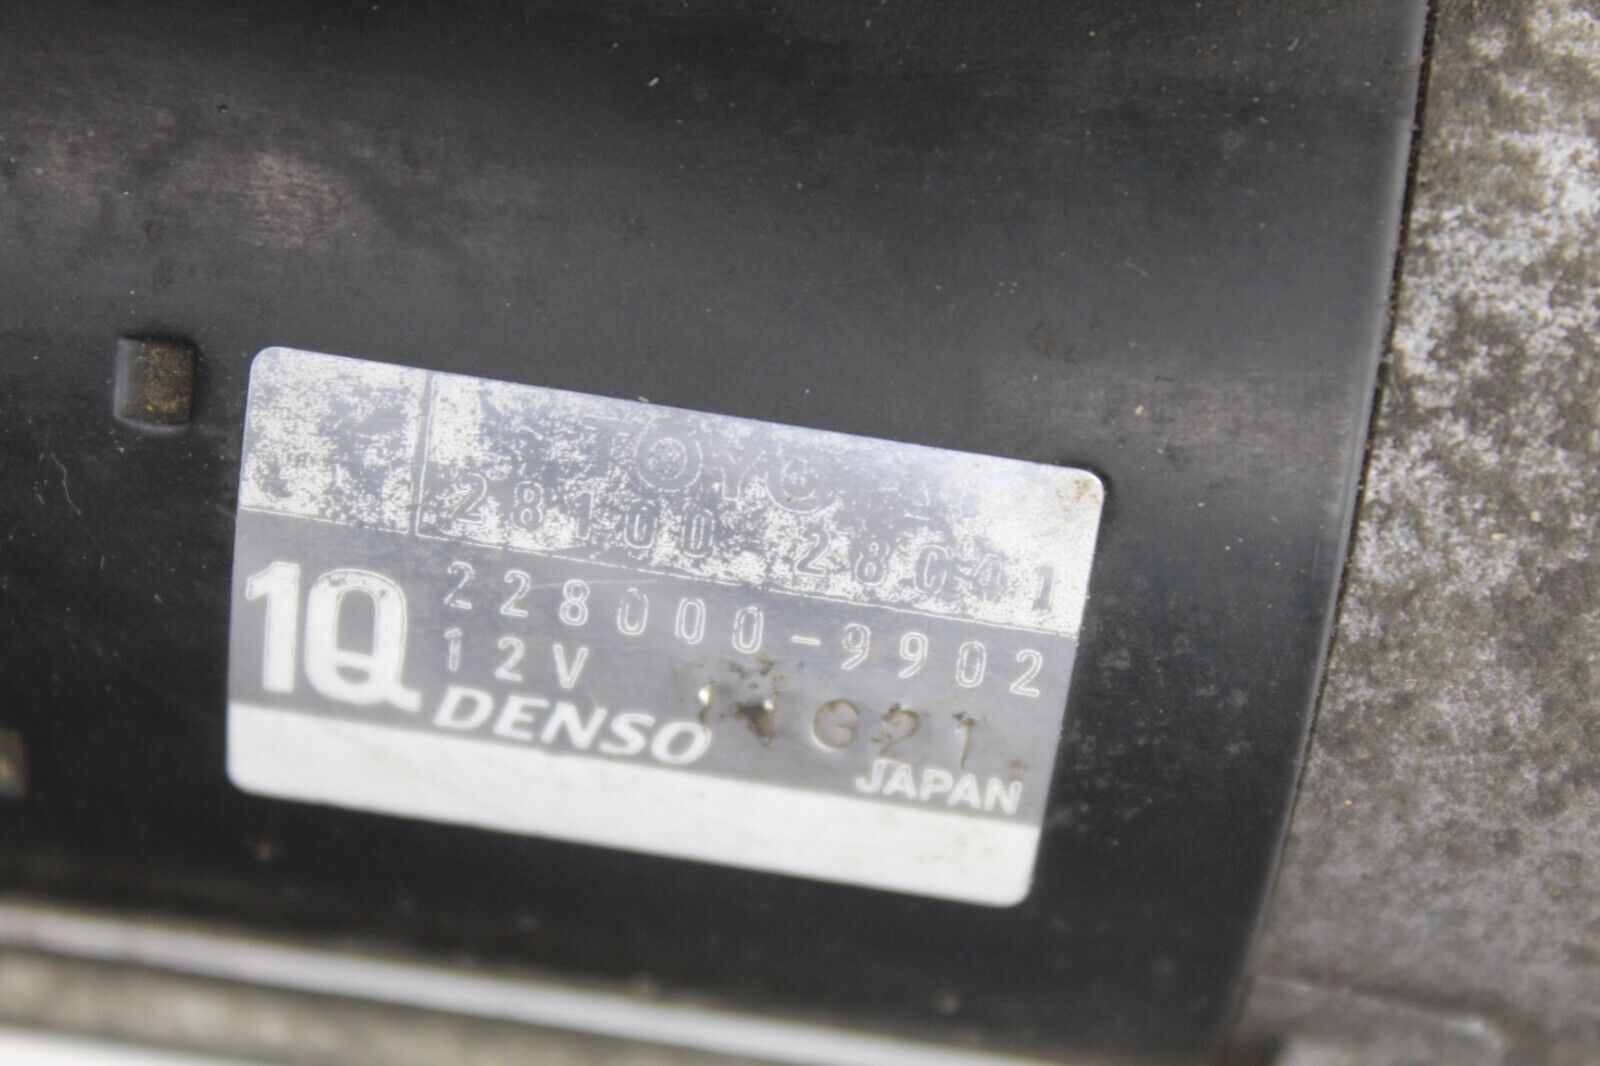 28100-28041
228000-9902
12V
1Q DENSO
G21
JAPAN